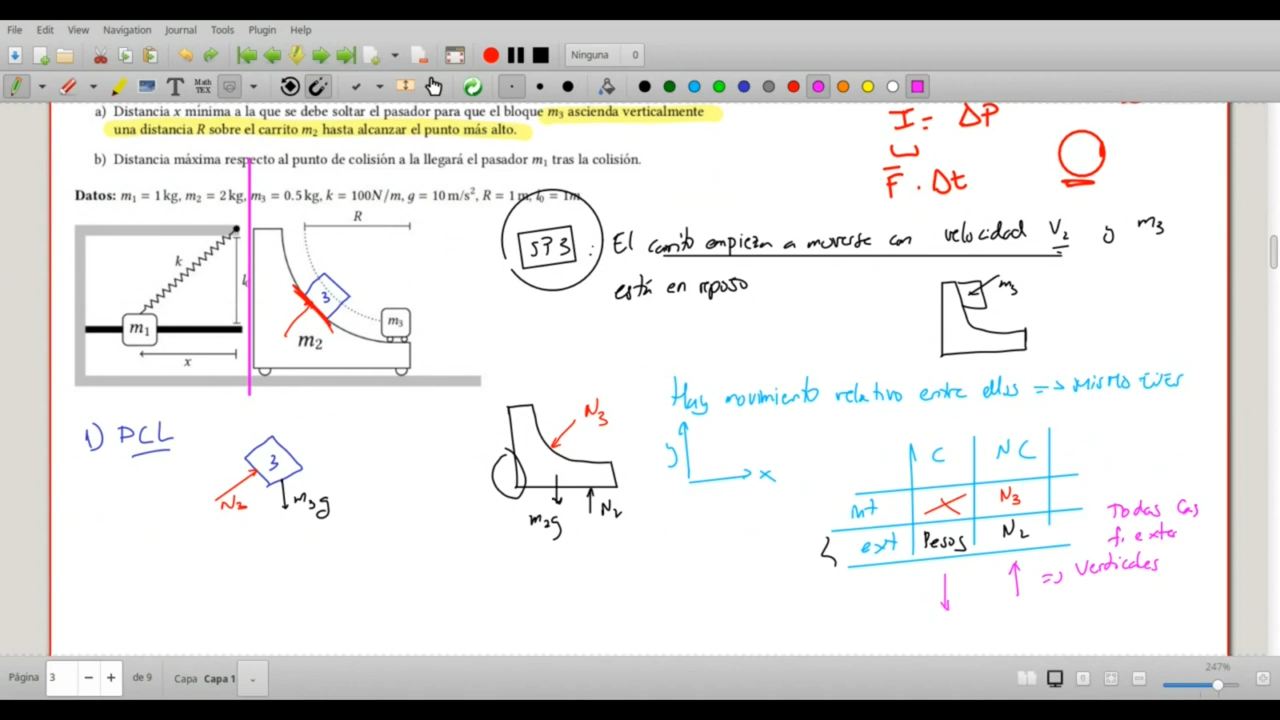 File Edit View Navigation Journal Tools Plugin Help
Ninguna 0
T Math TEX
a) Distancia x mínima a la que se debe soltar el pasador para que el bloque m₃ ascienda verticalmente
una distancia R sobre el carrito m₂ hasta alcanzar el punto más alto.
b) Distancia máxima respecto al punto de colisión a la llegará el pasador m₁ tras la colisión.
Datos: m₁ = 1 kg, m₂ = 2 kg, m₃ = 0.5 kg, k = 100N/m, g = 10 m/s², R = 1 m, l₀ = 1m
I = ΔP
F̅ · Δt
k
R
3
m₁
m₂
m₃
x
SP3 : El carrito empieza a moverse con velocidad V₂ o m₃
está en reposo
m₃
Hay movimiento relativo entre ellos => Mismo ejes
y
x
1) PCL
3
N₂
m₃g
N₃
m₂g
N₂
C NC
int N₃
ext Pesos N₂
Todas las
f. exter
=> Verticales
Página 3 de 9 Capa Capa 1
247%